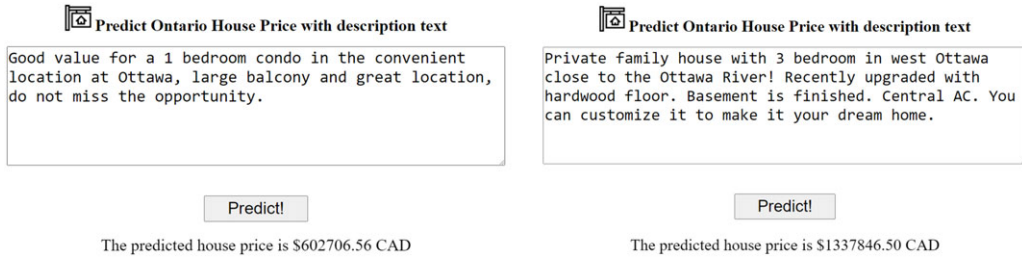 Predict Ontario House Price with description text
Good value for a 1 bedroom condo in the convenient
location at Ottawa, large balcony and great location,
do not miss the opportunity.
Predict!
The predicted house price is $602706.56 CAD
Predict Ontario House Price with description text
Private family house with 3 bedroom in west Ottawa
close to the Ottawa River! Recently upgraded with
hardwood floor. Basement is finished. Central AC. You
can customize it to make it your dream home.
Predict!
The predicted house price is $1337846.50 CAD